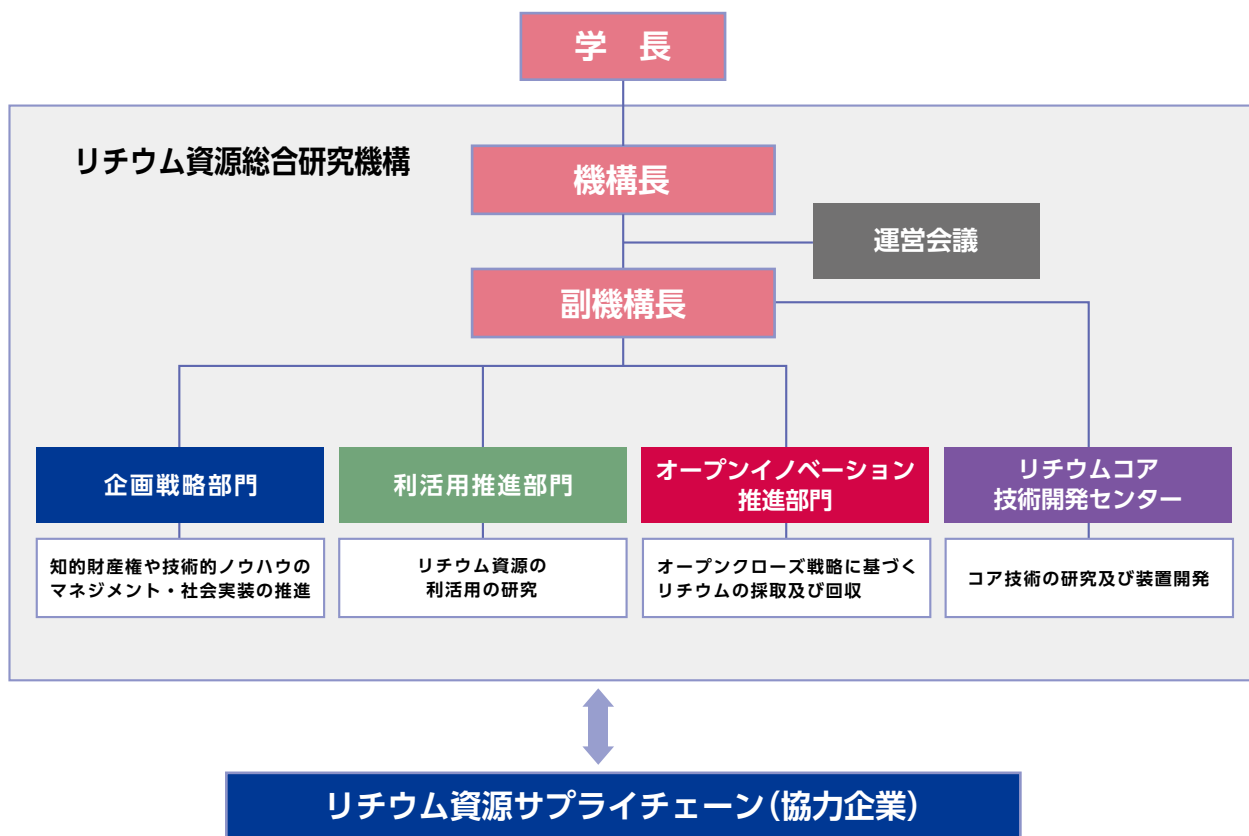 学　長
リチウム資源総合研究機構
機構長
運営会議
副機構長
企画戦略部門
知的財産権や技術的ノウハウの
マネジメント・社会実装の推進
利活用推進部門
リチウム資源の
利活用の研究
オープンイノベーション
推進部門
オープンクローズ戦略に基づく
リチウムの採取及び回収
リチウムコア
技術開発センター
コア技術の研究及び装置開発
リチウム資源サプライチェーン（協力企業）